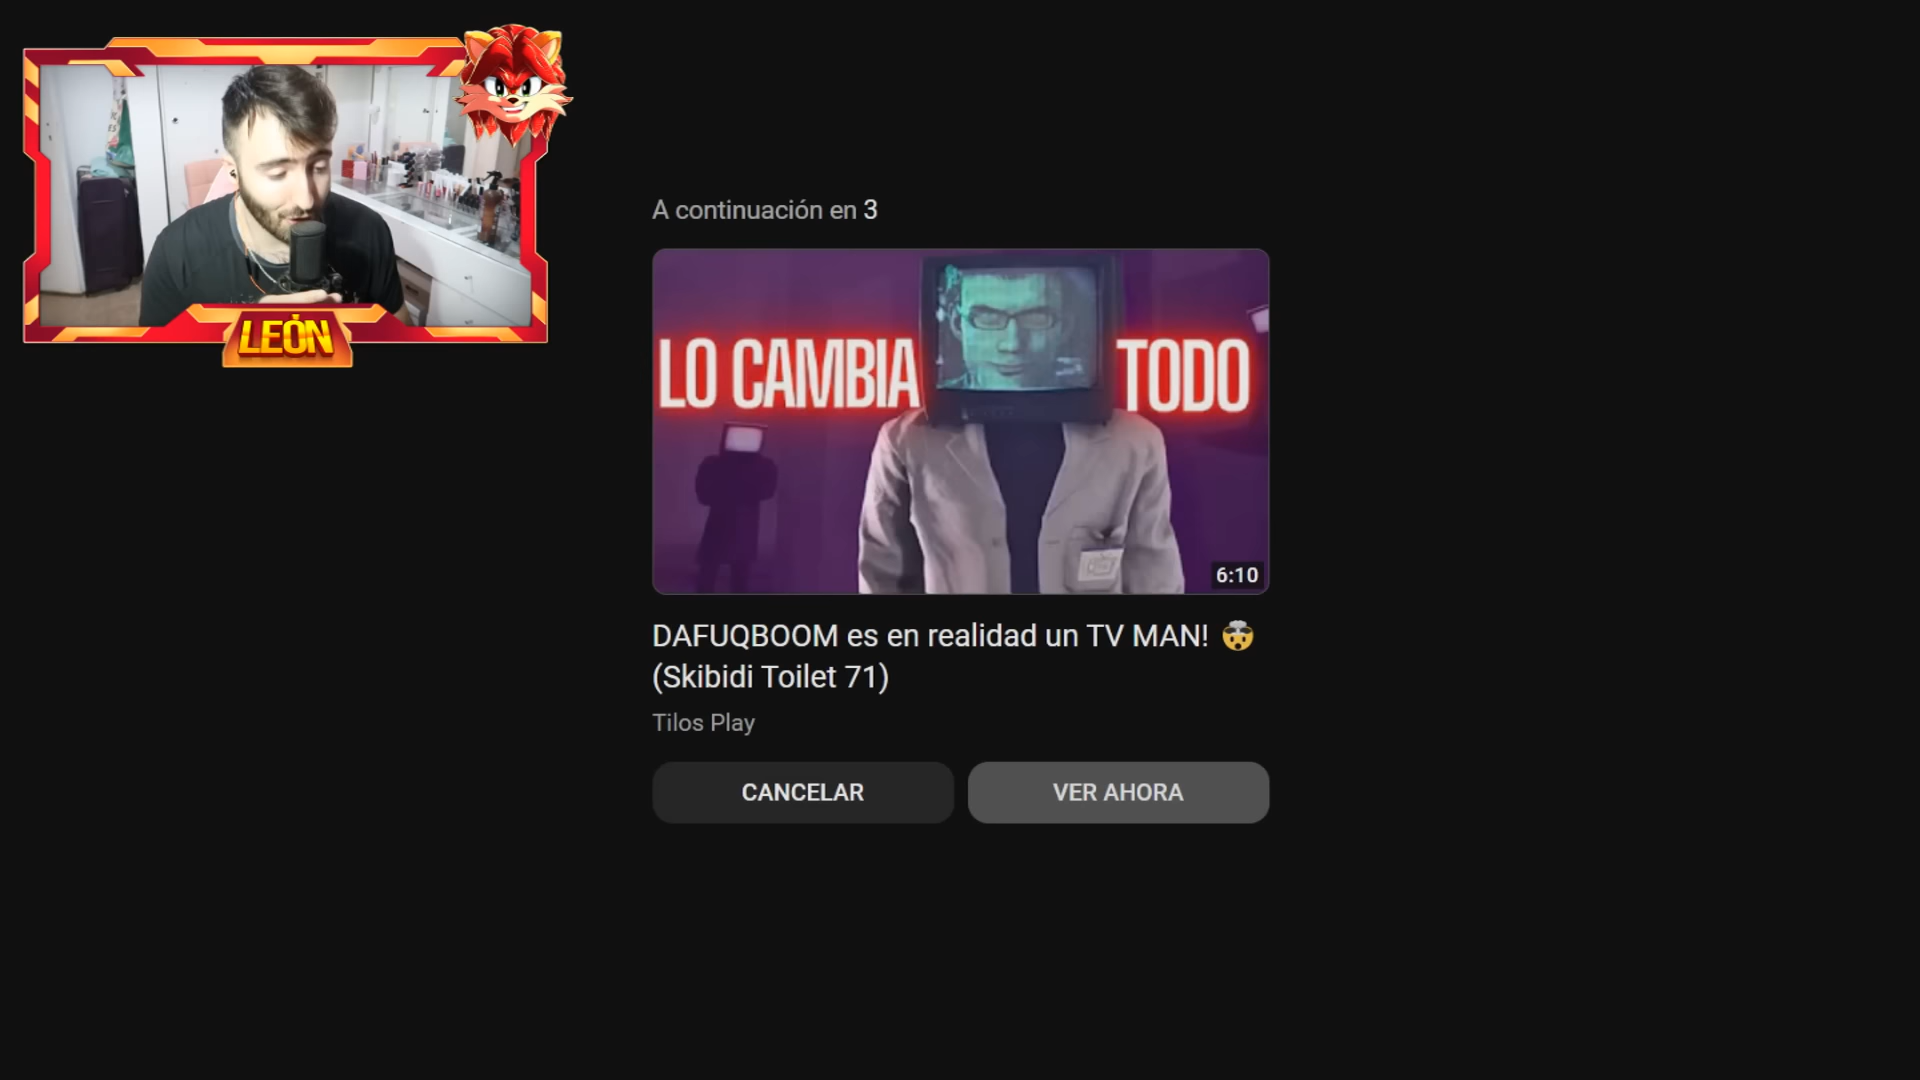 LEÓN
A continuación en 3
LO CAMBIA TODO
6:10
DAFUQBOOM es en realidad un TV MAN! 🤯
(Skibidi Toilet 71)
Tilos Play
CANCELAR
VER AHORA